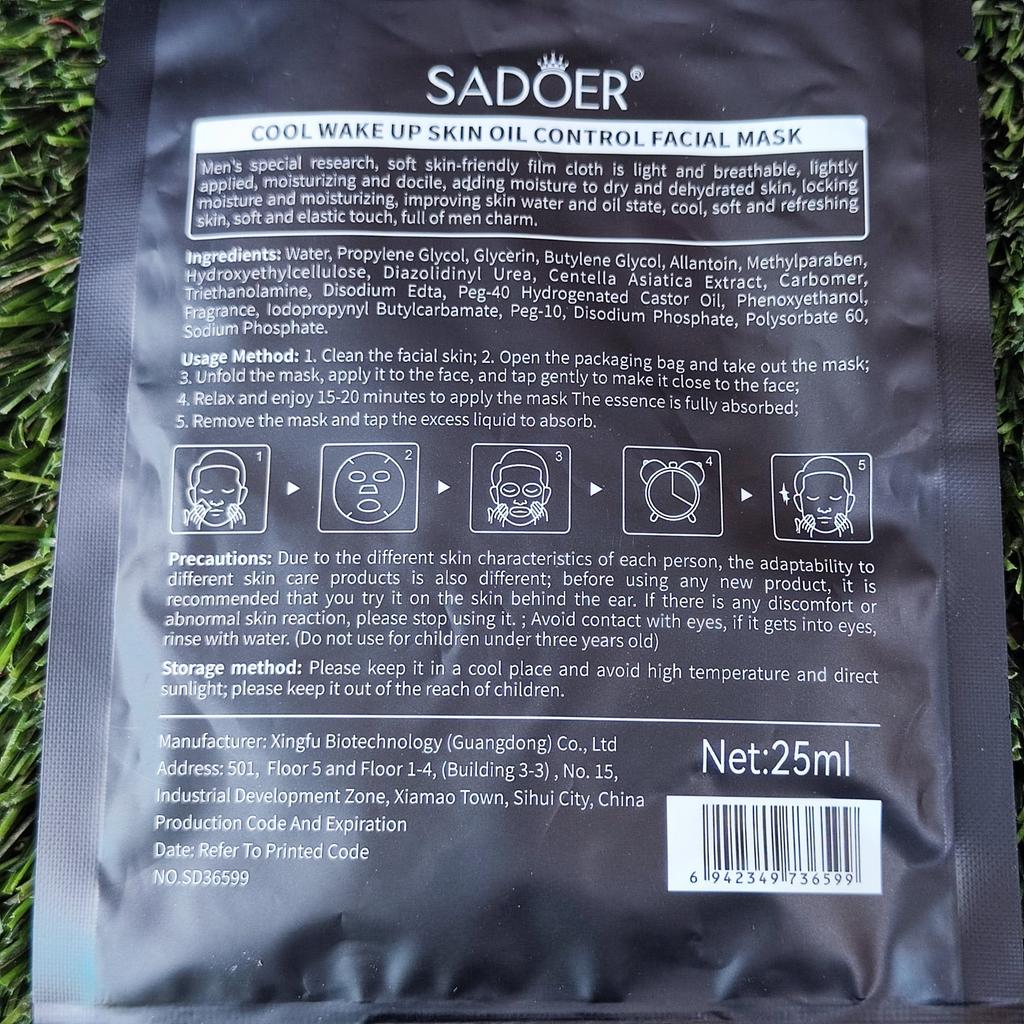 SADOER®
COOL WAKE UP SKIN OIL CONTROL FACIAL MASK
Men's special research, soft skin-friendly film cloth is light and breathable, lightly
applied, moisturizing and docile, adding moisture to dry and dehydrated skin, locking
moisture and moisturizing, improving skin water and oil state, cool, soft and refreshing
skin, soft and elastic touch, full of men charm.
Ingredients: Water, Propylene Glycol, Glycerin, Butylene Glycol, Allantoin, Methylparaben,
Hydroxyethylcellulose, Diazolidinyl Urea, Centella Asiatica Extract, Carbomer,
Triethanolamine, Disodium Edta, Peg-40 Hydrogenated Castor Oil, Phenoxyethanol,
Fragrance, Iodopropynyl Butylcarbamate, Peg-10, Disodium Phosphate, Polysorbate 60,
Sodium Phosphate.
Usage Method: 1. Clean the facial skin; 2. Open the packaging bag and take out the mask;
3. Unfold the mask, apply it to the face, and tap gently to make it close to the face;
4. Relax and enjoy 15-20 minutes to apply the mask The essence is fully absorbed;
5. Remove the mask and tap the excess liquid to absorb.
1 2 3 4 5
Precautions: Due to the different skin characteristics of each person, the adaptability to
different skin care products is also different; before using any new product, it is
recommended that you try it on the skin behind the ear. If there is any discomfort or
abnormal skin reaction, please stop using it. ; Avoid contact with eyes, if it gets into eyes,
rinse with water. (Do not use for children under three years old)
Storage method: Please keep it in a cool place and avoid high temperature and direct
sunlight; please keep it out of the reach of children.
Manufacturer: Xingfu Biotechnology (Guangdong) Co., Ltd
Address: 501, Floor 5 and Floor 1-4, (Building 3-3) , No. 15,
Industrial Development Zone, Xiamao Town, Sihui City, China
Production Code And Expiration
Date: Refer To Printed Code
NO.SD36599
Net:25ml
6 942349 736599